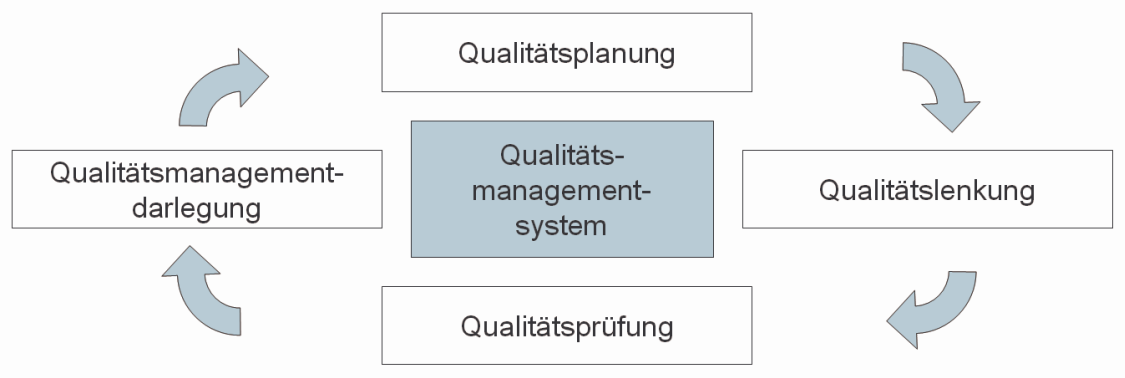 Qualitätsplanung
Qualitätsmanagement-
darlegung
Qualitäts-
management-
system
Qualitätslenkung
Qualitätsprüfung